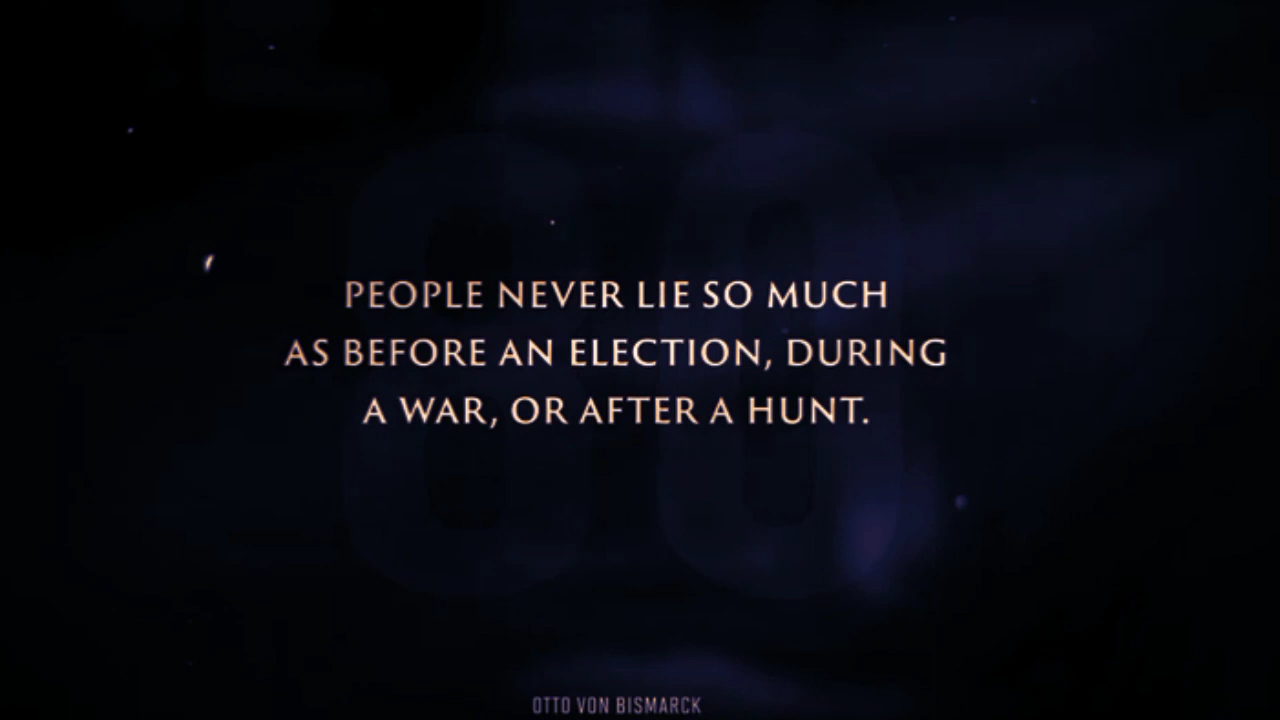 PEOPLE NEVER LIE SO MUCH
AS BEFORE AN ELECTION, DURING
A WAR, OR AFTER A HUNT.
OTTO VON BISMARCK